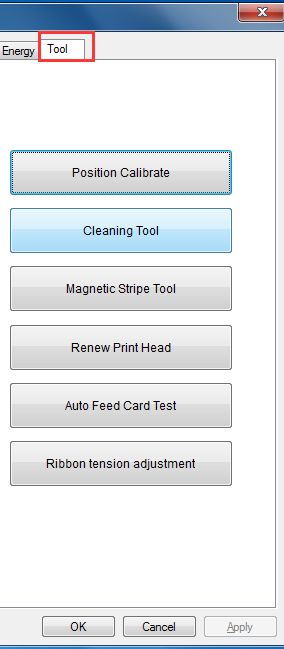 Energy
Tool
Position Calibrate
Cleaning Tool
Magnetic Stripe Tool
Renew Print Head
Auto Feed Card Test
Ribbon tension adjustment
OK
Cancel
Apply